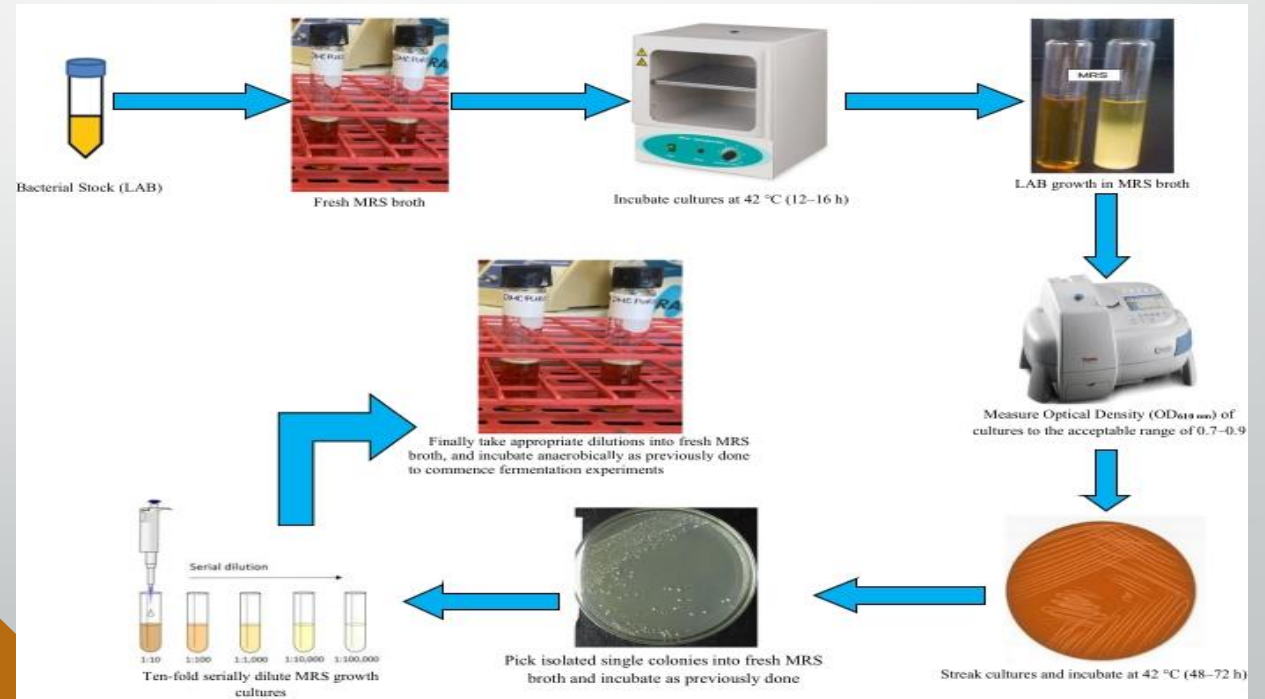 Bacterial Stock (LAB)
Fresh MRS broth
Incubate cultures at 42 °C (12–16 h)
MRS
LAB growth in MRS broth
Measure Optical Density (OD610 nm) of
cultures to the acceptable range of 0.7–0.9
Streak cultures and incubate at 42 °C (48–72 h)
Pick isolated single colonies into fresh MRS
broth and incubate as previously done
Serial dilution
1:10 1:100 1:1,000 1:10,000 1:100,000
Ten-fold serially dilute MRS growth
cultures
Finally take appropriate dilutions into fresh MRS
broth, and incubate anaerobically as previously done
to commence fermentation experiments